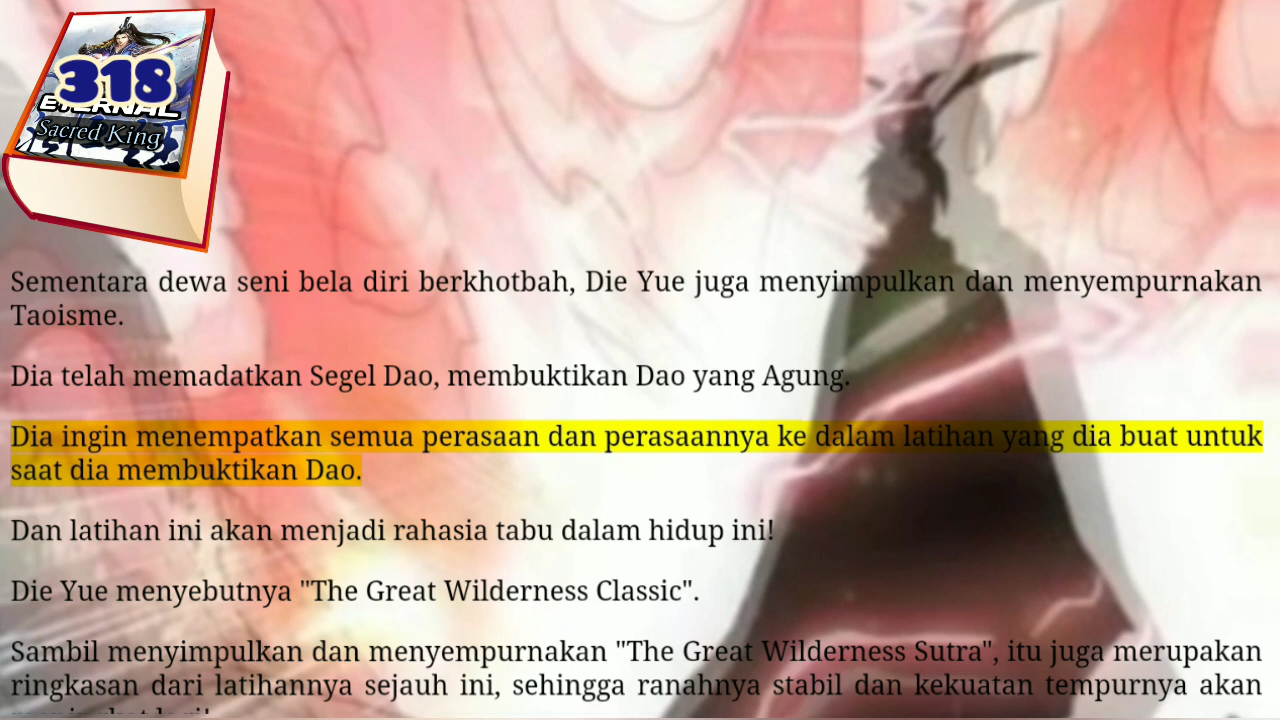 318
ETERNAL
Sacred King
Sementara dewa seni bela diri berkhotbah, Die Yue juga menyimpulkan dan menyempurnakan
Taoisme.
Dia telah memadatkan Segel Dao, membuktikan Dao yang Agung.
Dia ingin menempatkan semua perasaan dan perasaannya ke dalam latihan yang dia buat untuk
saat dia membuktikan Dao.
Dan latihan ini akan menjadi rahasia tabu dalam hidup ini!
Die Yue menyebutnya "The Great Wilderness Classic".
Sambil menyimpulkan dan menyempurnakan "The Great Wilderness Sutra", itu juga merupakan
ringkasan dari latihannya sejauh ini, sehingga ranahnya stabil dan kekuatan tempurnya akan